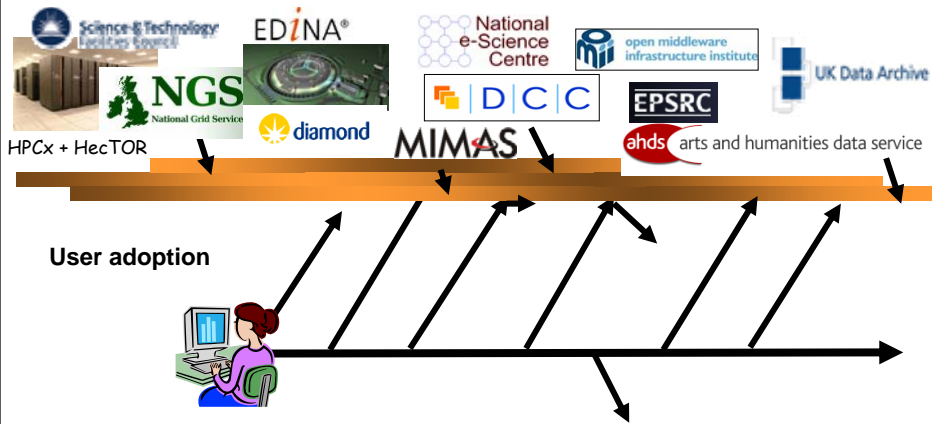 Science & Technology
Facilities Council
EDiNA®
National
e-Science
Centre
open middleware
infrastructure institute
UK Data Archive
NGS
National Grid Service
HPCx + HecTOR
diamond
D|C|C
MIMAS
EPSRC
ahds arts and humanities data service
User adoption